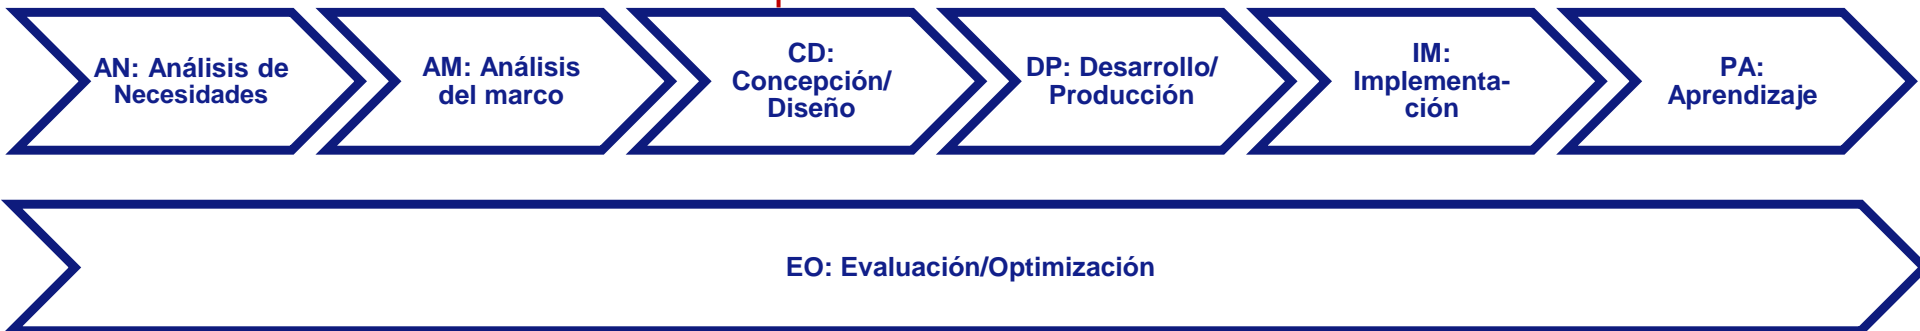 AN: Análisis de
Necesidades
AM: Análisis
del marco
CD:
Concepción/
Diseño
DP: Desarrollo/
Producción
IM:
Implementa-
ción
PA:
Aprendizaje
EO: Evaluación/Optimización